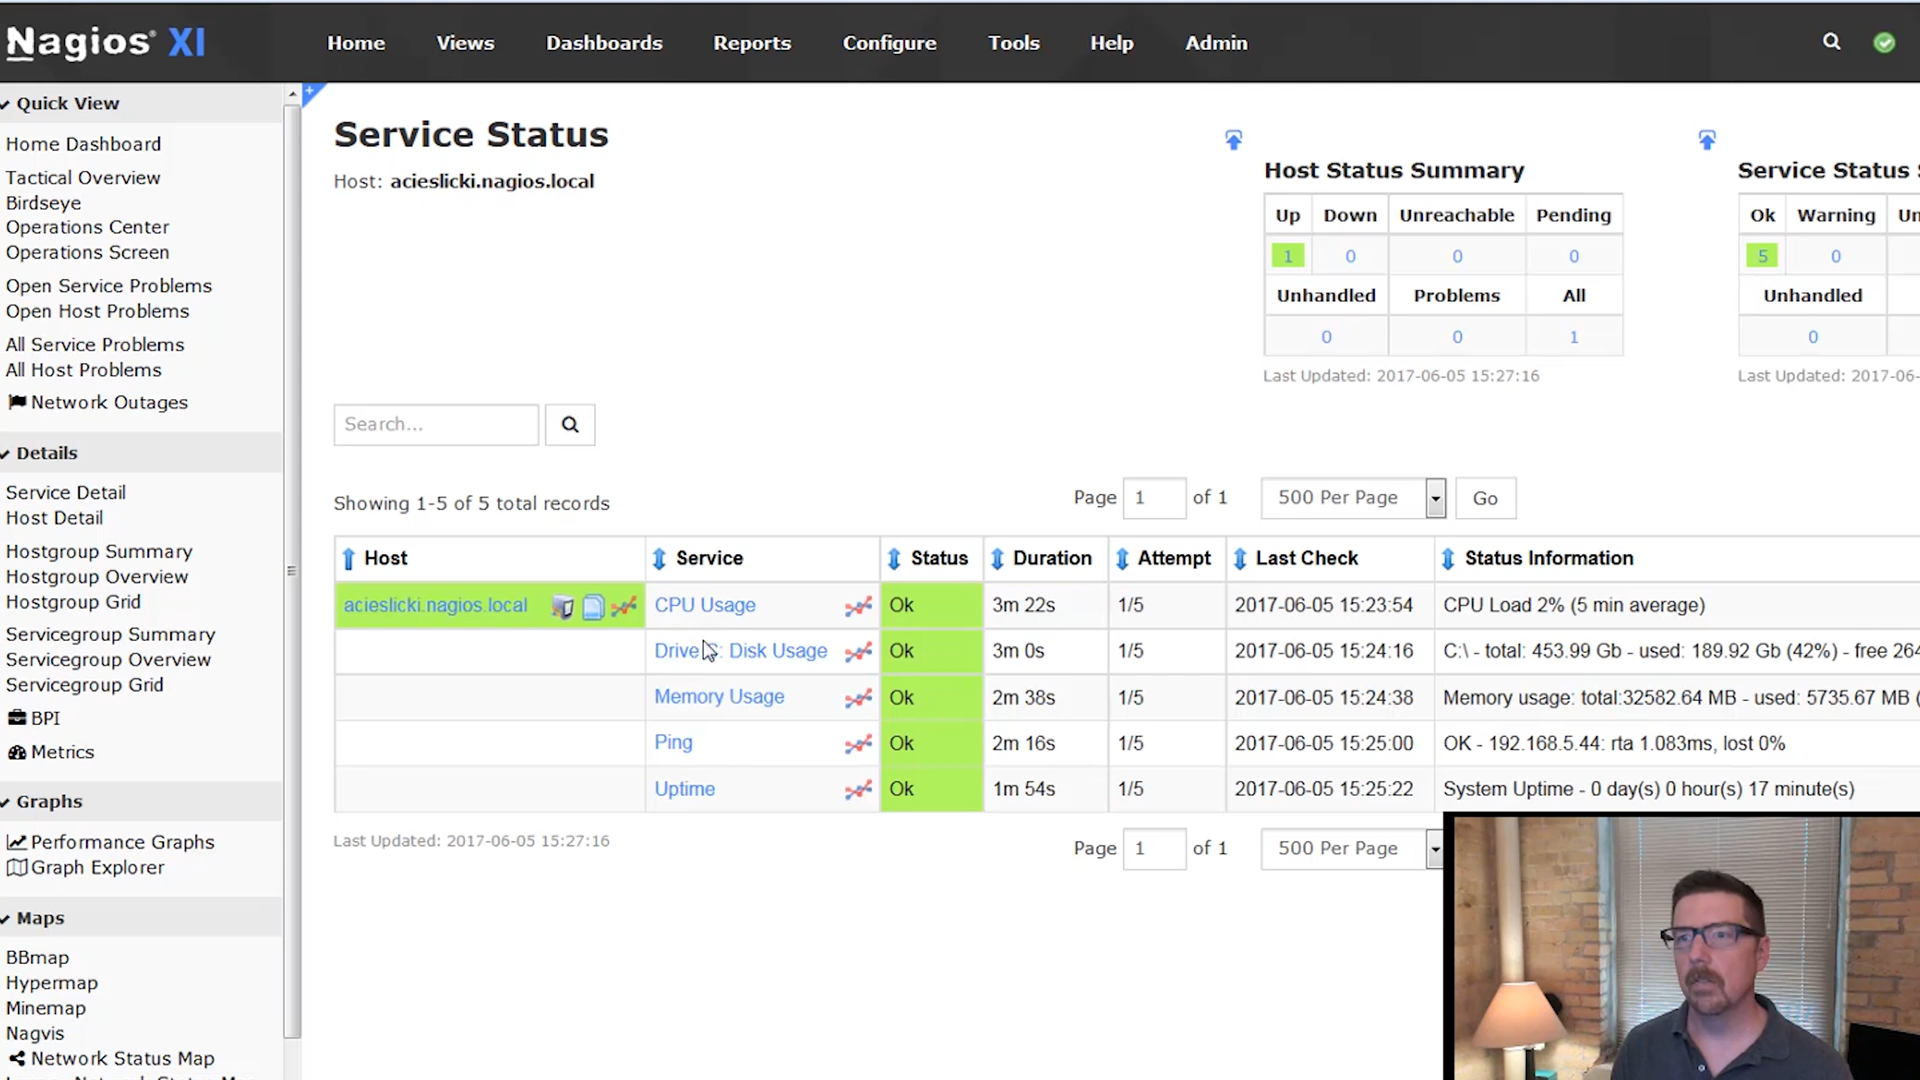 Nagios® XI
Home Views Dashboards Reports Configure Tools Help Admin
Quick View
Home Dashboard
Tactical Overview
Birdseye
Operations Center
Operations Screen
Open Service Problems
Open Host Problems
All Service Problems
All Host Problems
Network Outages
Details
Service Detail
Host Detail
Hostgroup Summary
Hostgroup Overview
Hostgroup Grid
Servicegroup Summary
Servicegroup Overview
Servicegroup Grid
BPI
Metrics
Graphs
Performance Graphs
Graph Explorer
Maps
BBmap
Hypermap
Minemap
Nagvis
Network Status Map
Service Status
Host: acieslicki.nagios.local
Host Status Summary
Up Down Unreachable Pending
1 0 0 0
Unhandled Problems All
0 0 1
Last Updated: 2017-06-05 15:27:16
Service Status
Ok Warning Un
5 0
Unhandled
0
Last Updated: 2017-06-
Search...
Showing 1-5 of 5 total records
Page 1 of 1 500 Per Page Go
Host Service Status Duration Attempt Last Check Status Information
acieslicki.nagios.local CPU Usage Ok 3m 22s 1/5 2017-06-05 15:23:54 CPU Load 2% (5 min average)
Drive C: Disk Usage Ok 3m 0s 1/5 2017-06-05 15:24:16 C:\ - total: 453.99 Gb - used: 189.92 Gb (42%) - free 264
Memory Usage Ok 2m 38s 1/5 2017-06-05 15:24:38 Memory usage: total:32582.64 MB - used: 5735.67 MB (
Ping Ok 2m 16s 1/5 2017-06-05 15:25:00 OK - 192.168.5.44: rta 1.083ms, lost 0%
Uptime Ok 1m 54s 1/5 2017-06-05 15:25:22 System Uptime - 0 day(s) 0 hour(s) 17 minute(s)
Last Updated: 2017-06-05 15:27:16
Page 1 of 1 500 Per Page